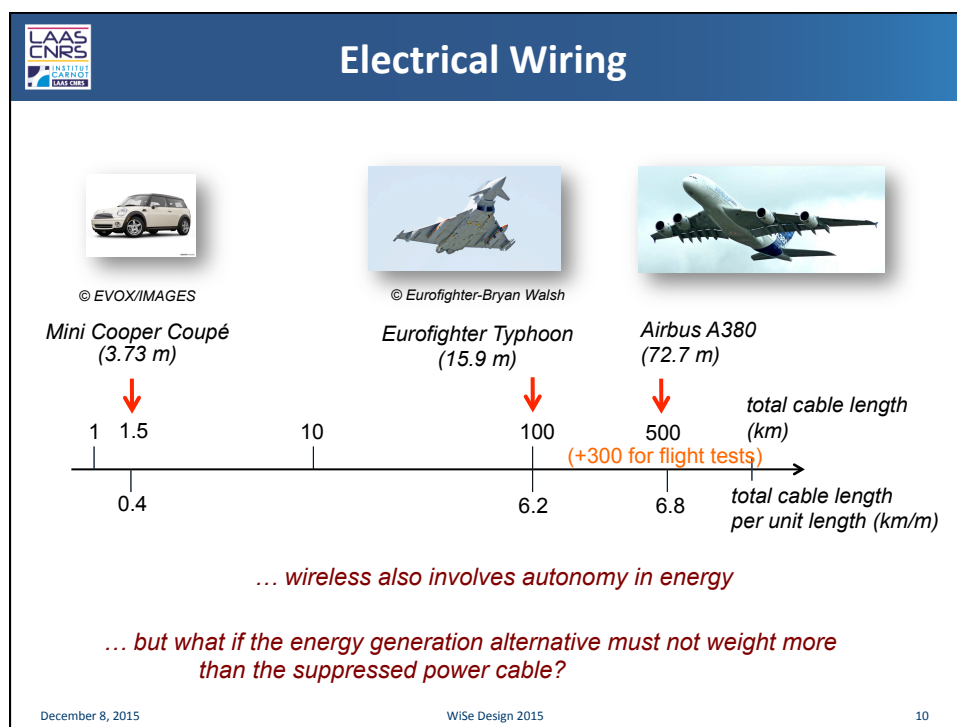 LAAS
CNRS
INSTITUT
CARNOT
LAAS CNRS
Electrical Wiring
© EVOX/IMAGES
© Eurofighter-Bryan Walsh
Mini Cooper Coupé
(3.73 m)
Eurofighter Typhoon
(15.9 m)
Airbus A380
(72.7 m)
total cable length
(km)
1 1.5 10 100 500
(+300 for flight tests)
0.4 6.2 6.8
total cable length
per unit length (km/m)
… wireless also involves autonomy in energy
… but what if the energy generation alternative must not weight more
than the suppressed power cable?
December 8, 2015 WiSe Design 2015 10